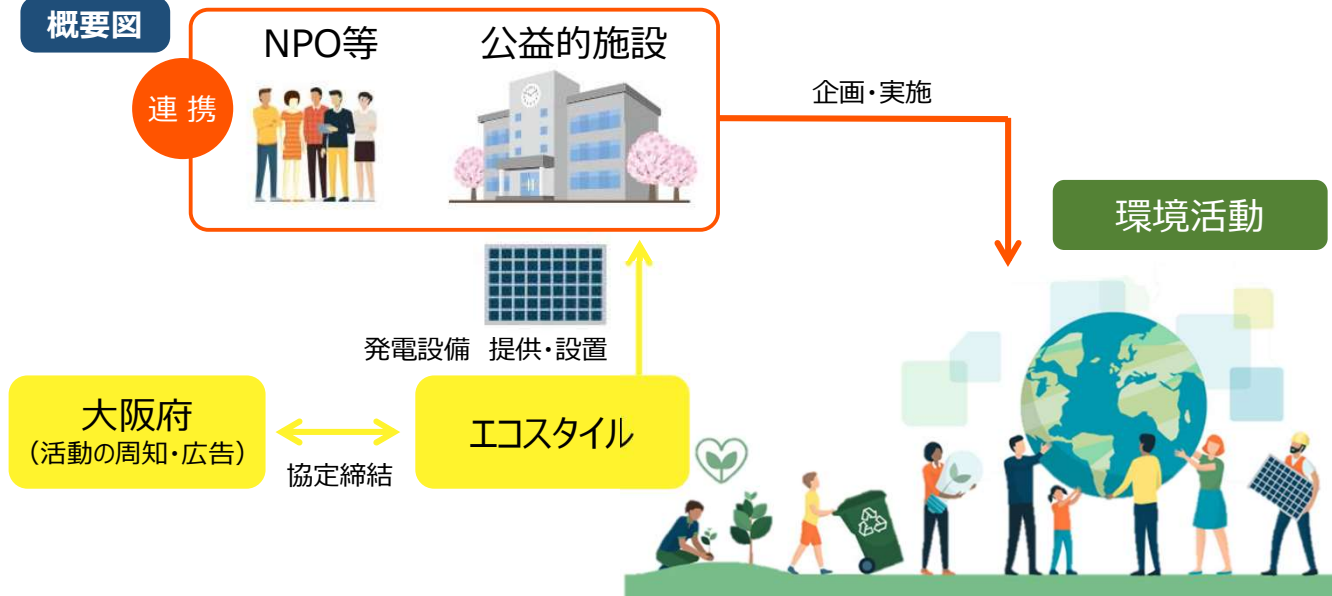 概要図
NPO等
公益的施設
連携
企画・実施
環境活動
発電設備 提供・設置
大阪府
（活動の周知・広告）
協定締結
エコスタイル